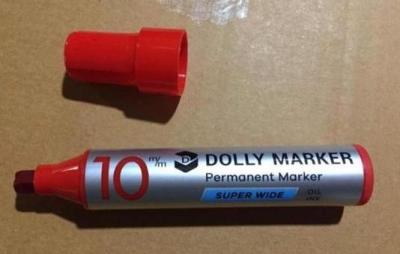 10 m/m
D DOLLY MARKER
Permanent Marker
SUPER WIDE OIL
INK